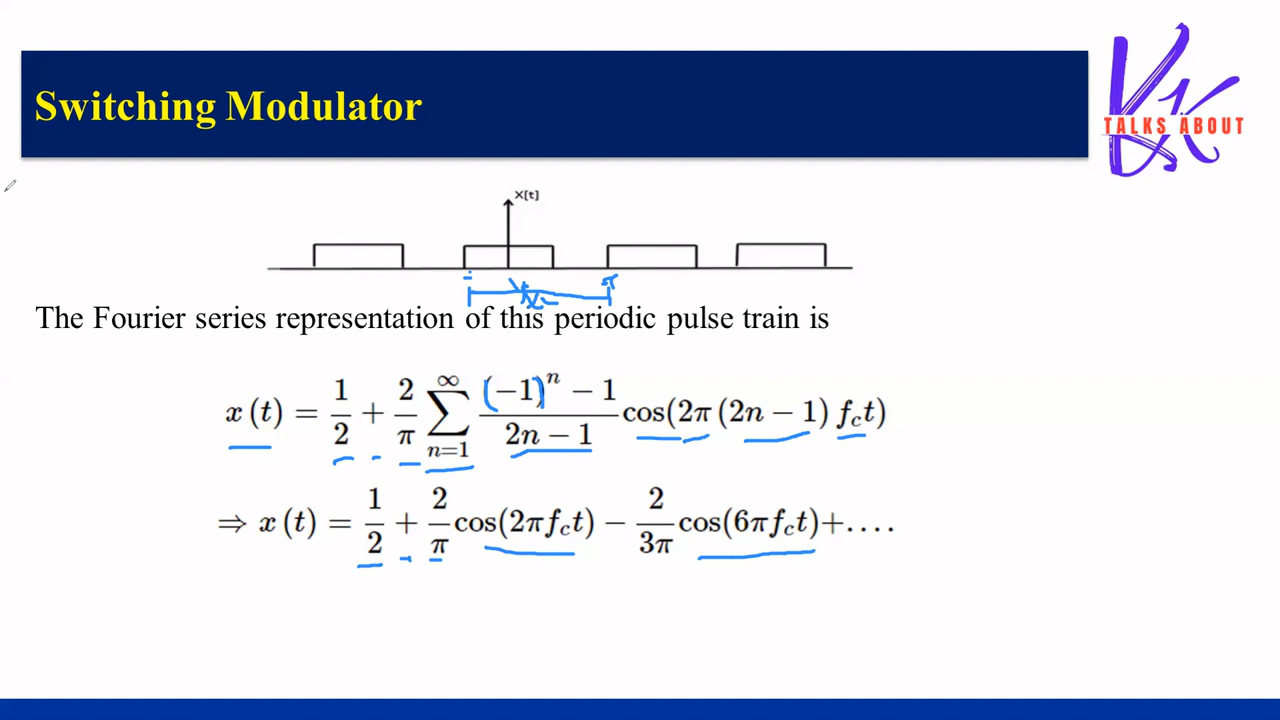 TALKS ABOUT
Switching Modulator
X[t]
π
The Fourier series representation of this periodic pulse train is
x(t) = 1/2 + 2/π ∑_{n=1}^{∞} ((-1)^n - 1)/(2n - 1) cos(2π(2n - 1) f_c t)
⇒ x(t) = 1/2 + 2/π cos(2πf_c t) - 2/3π cos(6πf_c t)+....